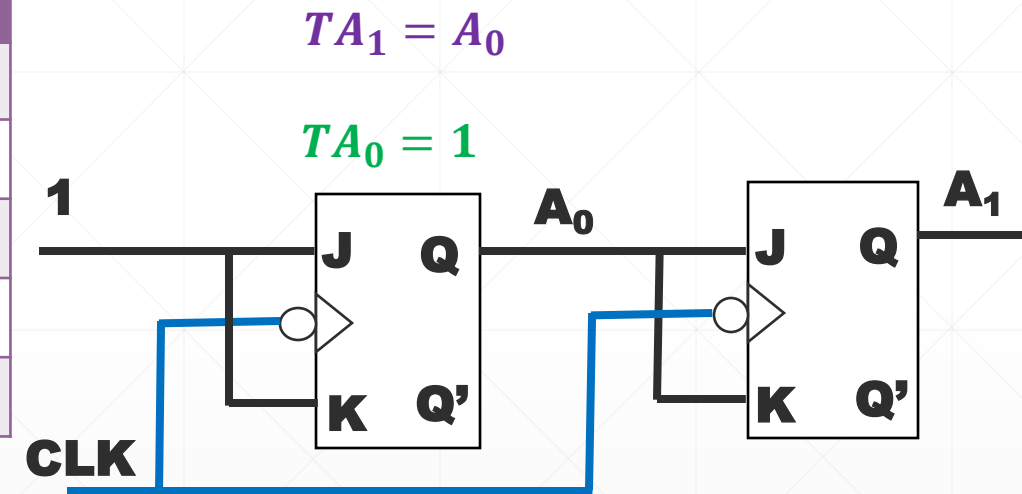 TA₁ = A₀
TA₀ = 1
1
A₀
A₁
J
Q
J
Q
K
Q’
K
Q’
CLK